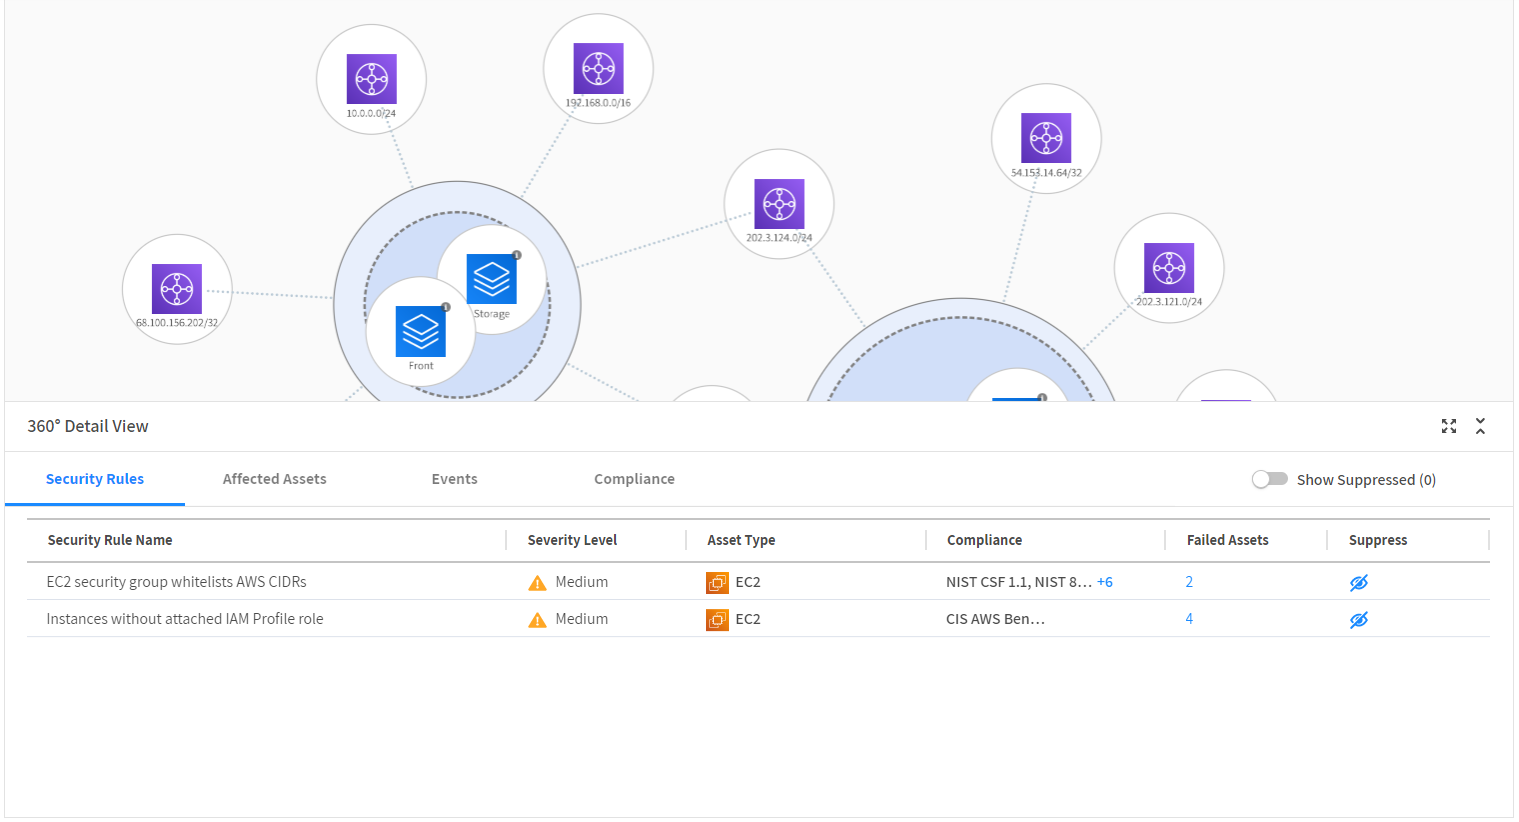 10.0.0.0/24
192.168.0.0/16
54.153.14.64/32
202.3.124.0/24
202.3.121.0/24
68.100.156.202/32
Storage
Front
360° Detail View
Security Rules
Affected Assets
Events
Compliance
Show Suppressed (0)
Security Rule Name Severity Level Asset Type Compliance Failed Assets Suppress
EC2 security group whitelists AWS CIDRs Medium EC2 NIST CSF 1.1, NIST 8... +6 2
Instances without attached IAM Profile role Medium EC2 CIS AWS Ben... 4